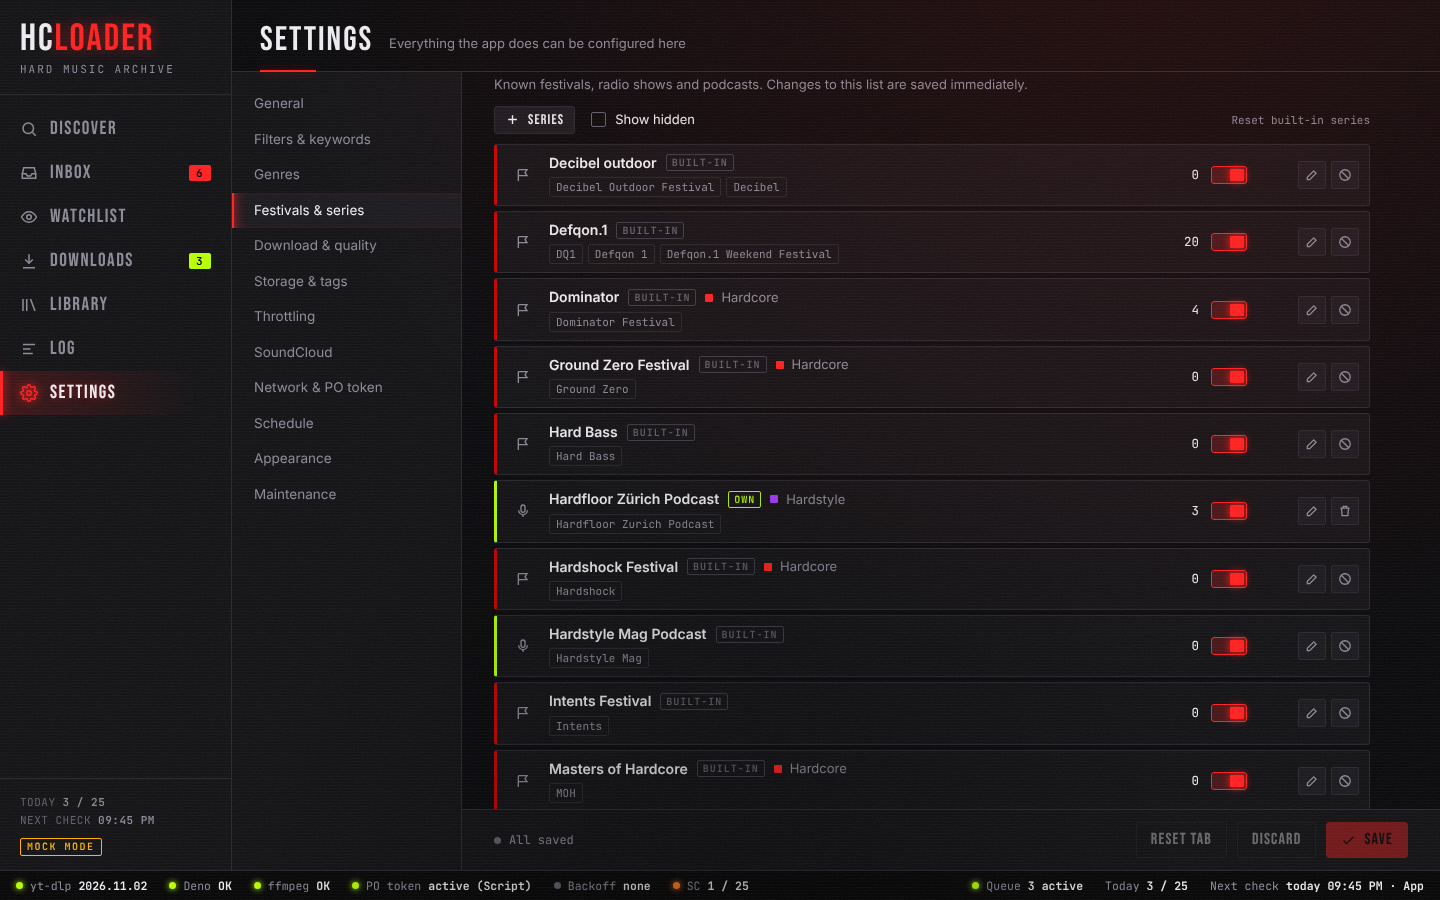 HCLOADER
HARD MUSIC ARCHIVE
DISCOVER
INBOX 6
WATCHLIST
DOWNLOADS 3
LIBRARY
LOG
SETTINGS
TODAY 3 / 25
NEXT CHECK 09:45 PM
MOCK MODE
SETTINGS Everything the app does can be configured here
General
Filters & keywords
Genres
Festivals & series
Download & quality
Storage & tags
Throttling
SoundCloud
Network & PO token
Schedule
Appearance
Maintenance
Known festivals, radio shows and podcasts. Changes to this list are saved immediately.
+ SERIES Show hidden Reset built-in series
Decibel outdoor BUILT-IN 0
Decibel Outdoor Festival Decibel
Defqon.1 BUILT-IN 20
DQ1 Defqon 1 Defqon.1 Weekend Festival
Dominator BUILT-IN Hardcore 4
Dominator Festival
Ground Zero Festival BUILT-IN Hardcore 0
Ground Zero
Hard Bass BUILT-IN 0
Hard Bass
Hardfloor Zürich Podcast OWN Hardstyle 3
Hardfloor Zurich Podcast
Hardshock Festival BUILT-IN Hardcore 0
Hardshock
Hardstyle Mag Podcast BUILT-IN 0
Hardstyle Mag
Intents Festival BUILT-IN 0
Intents
Masters of Hardcore BUILT-IN Hardcore 0
MOH
All saved RESET TAB DISCARD SAVE
yt-dlp 2026.11.02 Deno OK ffmpeg OK PO token active (Script) Backoff none SC 1 / 25 Queue 3 active Today 3 / 25 Next check today 09:45 PM · App